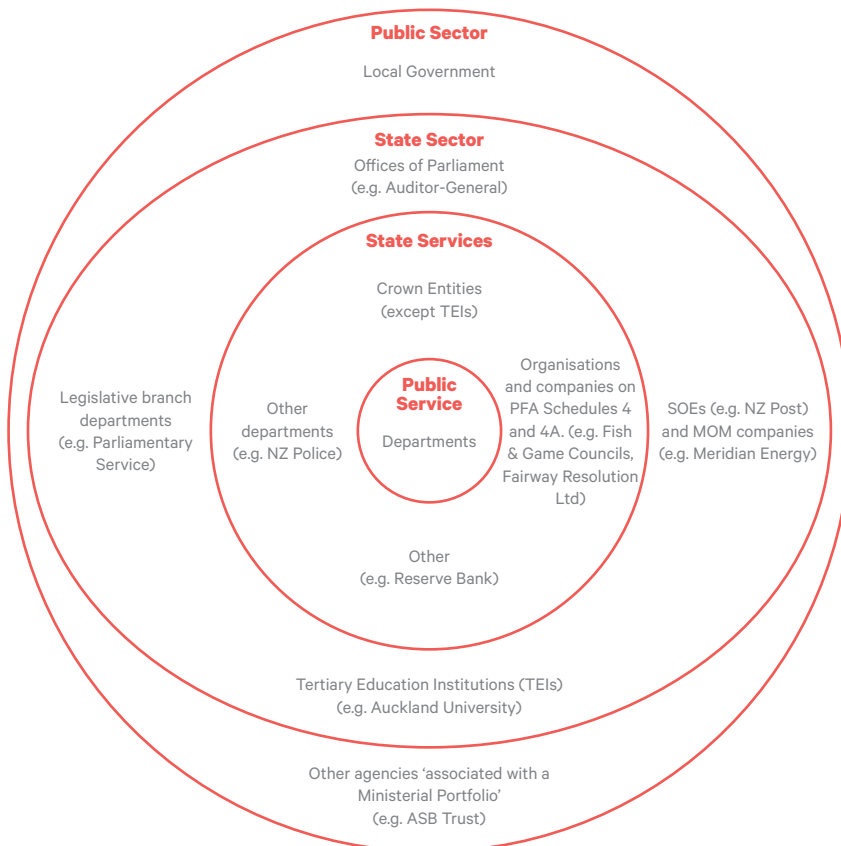 Public Sector
Local Government
State Sector
Offices of Parliament
(e.g. Auditor-General)
State Services
Crown Entities
(except TEIs)
Public
Service
Departments
Legislative branch
departments
(e.g. Parliamentary
Service)
Other
departments
(e.g. NZ Police)
Organisations
and companies on
PFA Schedules 4
and 4A. (e.g. Fish
& Game Councils,
Fairway Resolution
Ltd)
SOEs (e.g. NZ Post)
and MOM companies
(e.g. Meridian Energy)
Other
(e.g. Reserve Bank)
Tertiary Education Institutions (TEIs)
(e.g. Auckland University)
Other agencies ‘associated with a
Ministerial Portfolio’
(e.g. ASB Trust)